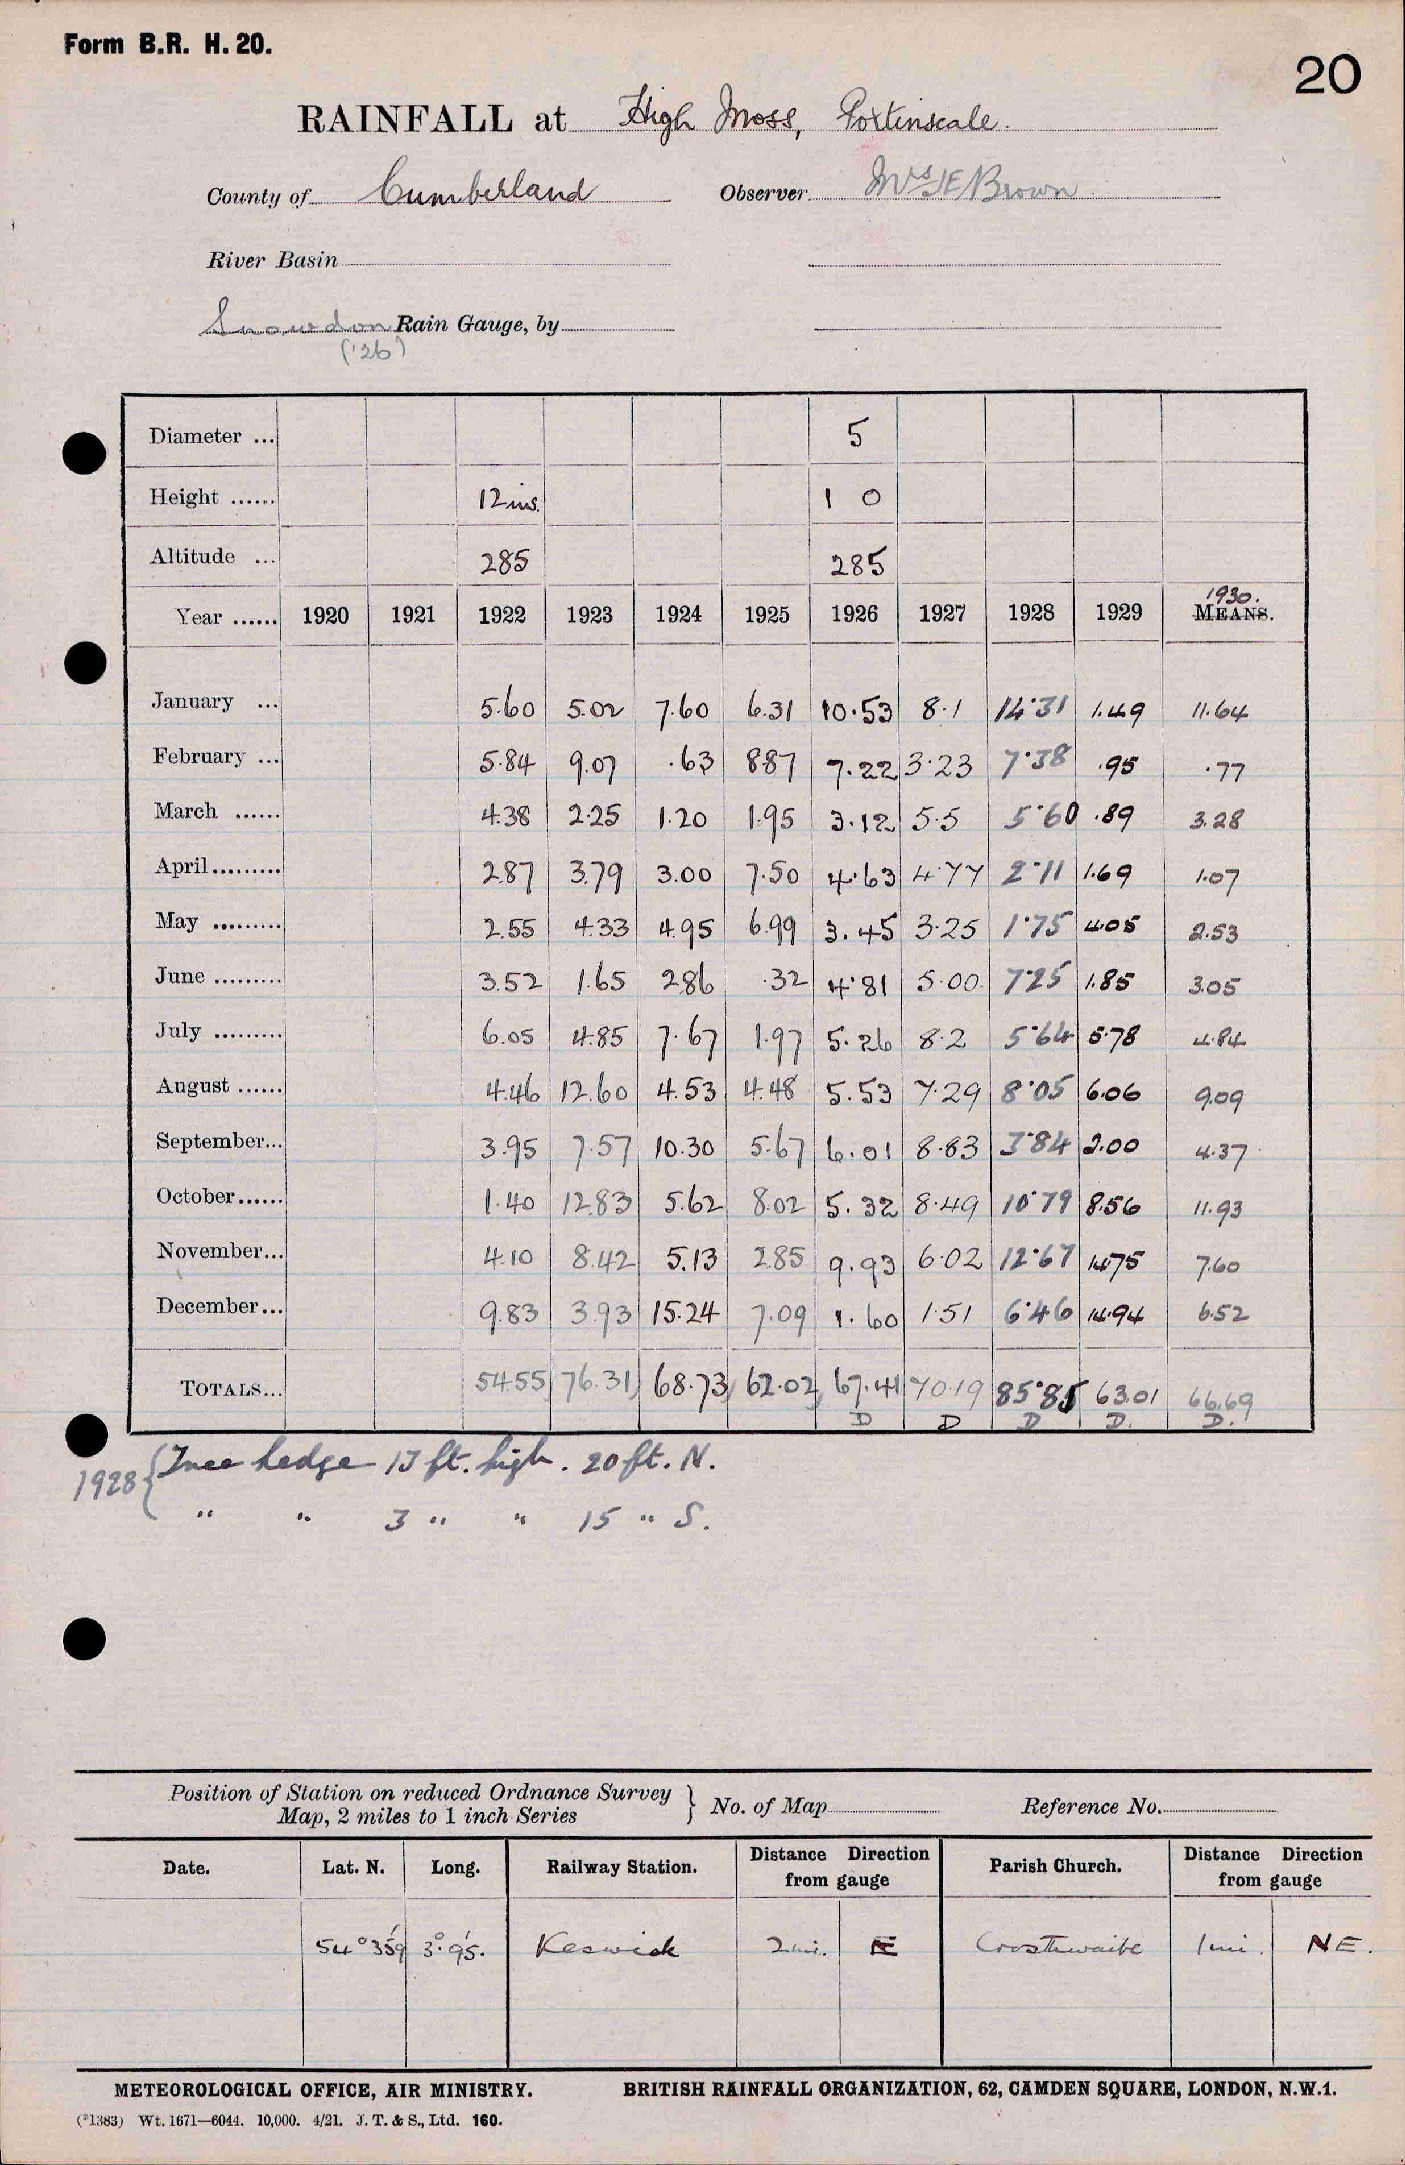 Form B.R. H. 20.
20
RAINFALL at High Moss, Portinscale.
County of Cumberland Observer Mrs J E Brown
River Basin
Snowdon Rain Gauge, by
('26)
Diameter ... 5
Height ...... 12 ins. 1 0
Altitude ... 285 285
Year ...... 1920 1921 1922 1923 1924 1925 1926 1927 1928 1929 1930. MEANS.
January ... 5.60 5.02 7.60 6.31 10.53 8.1 14.31 1.49 11.64
February ... 5.84 9.07 .63 8.87 7.22 3.23 7.38 .95 .77
March ...... 4.38 2.25 1.20 1.95 3.12 5.5 5.60 .89 3.28
April ......... 2.87 3.79 3.00 7.50 4.63 4.77 2.11 1.69 1.07
May ......... 2.55 4.33 4.95 6.99 3.45 3.25 1.75 4.05 2.53
June ......... 3.52 1.65 2.86 .32 4.81 5.00 7.25 1.85 3.05
July ......... 6.05 4.85 7.67 1.97 5.26 8.2 5.64 5.78 4.84
August ...... 4.46 12.60 4.53 4.48 5.53 7.29 8.05 6.06 9.09
September... 3.95 7.57 10.30 5.67 6.01 8.83 3.84 2.00 4.37
October...... 1.40 12.83 5.62 8.02 5.32 8.49 10.79 8.56 11.93
November... 4.10 8.42 5.13 2.85 9.93 6.02 12.67 14.75 7.60
December... 9.83 3.93 15.24 7.09 1.60 1.51 6.46 14.94 6.52
TOTALS... 54.55 76.31 68.73 62.02 67.41 70.19 85.85 63.01 66.69
D D D D. D.
1928 { Tree hedge ft. high. 20 ft. N.
" " 3 " " 15 " S.
Position of Station on reduced Ordnance Survey Map, 2 miles to 1 inch Series } No. of Map Reference No.
Date. Lat. N. Long. Railway Station. Distance Direction from gauge Parish Church. Distance Direction from gauge
54° 35'9 3°.9'5. Keswick 2 mi. E Crosthwaite 1 mi. NE.
METEOROLOGICAL OFFICE, AIR MINISTRY. BRITISH RAINFALL ORGANIZATION, 62, CAMDEN SQUARE, LONDON, N.W.1.
(*1383) Wt. 1671—6044. 10,000. 4/21. J. T. & S., Ltd. 160.